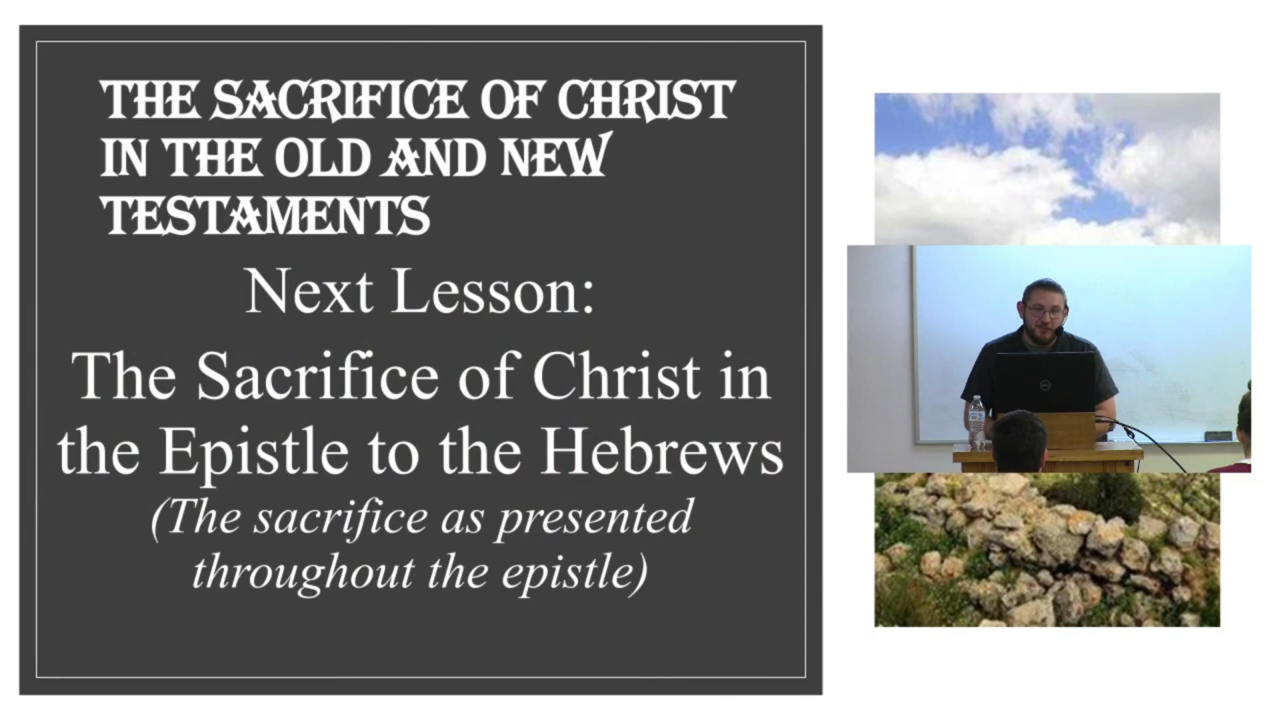 THE SACRIFICE OF CHRIST
IN THE OLD AND NEW
TESTAMENTS
Next Lesson:
The Sacrifice of Christ in
the Epistle to the Hebrews
(The sacrifice as presented
throughout the epistle)